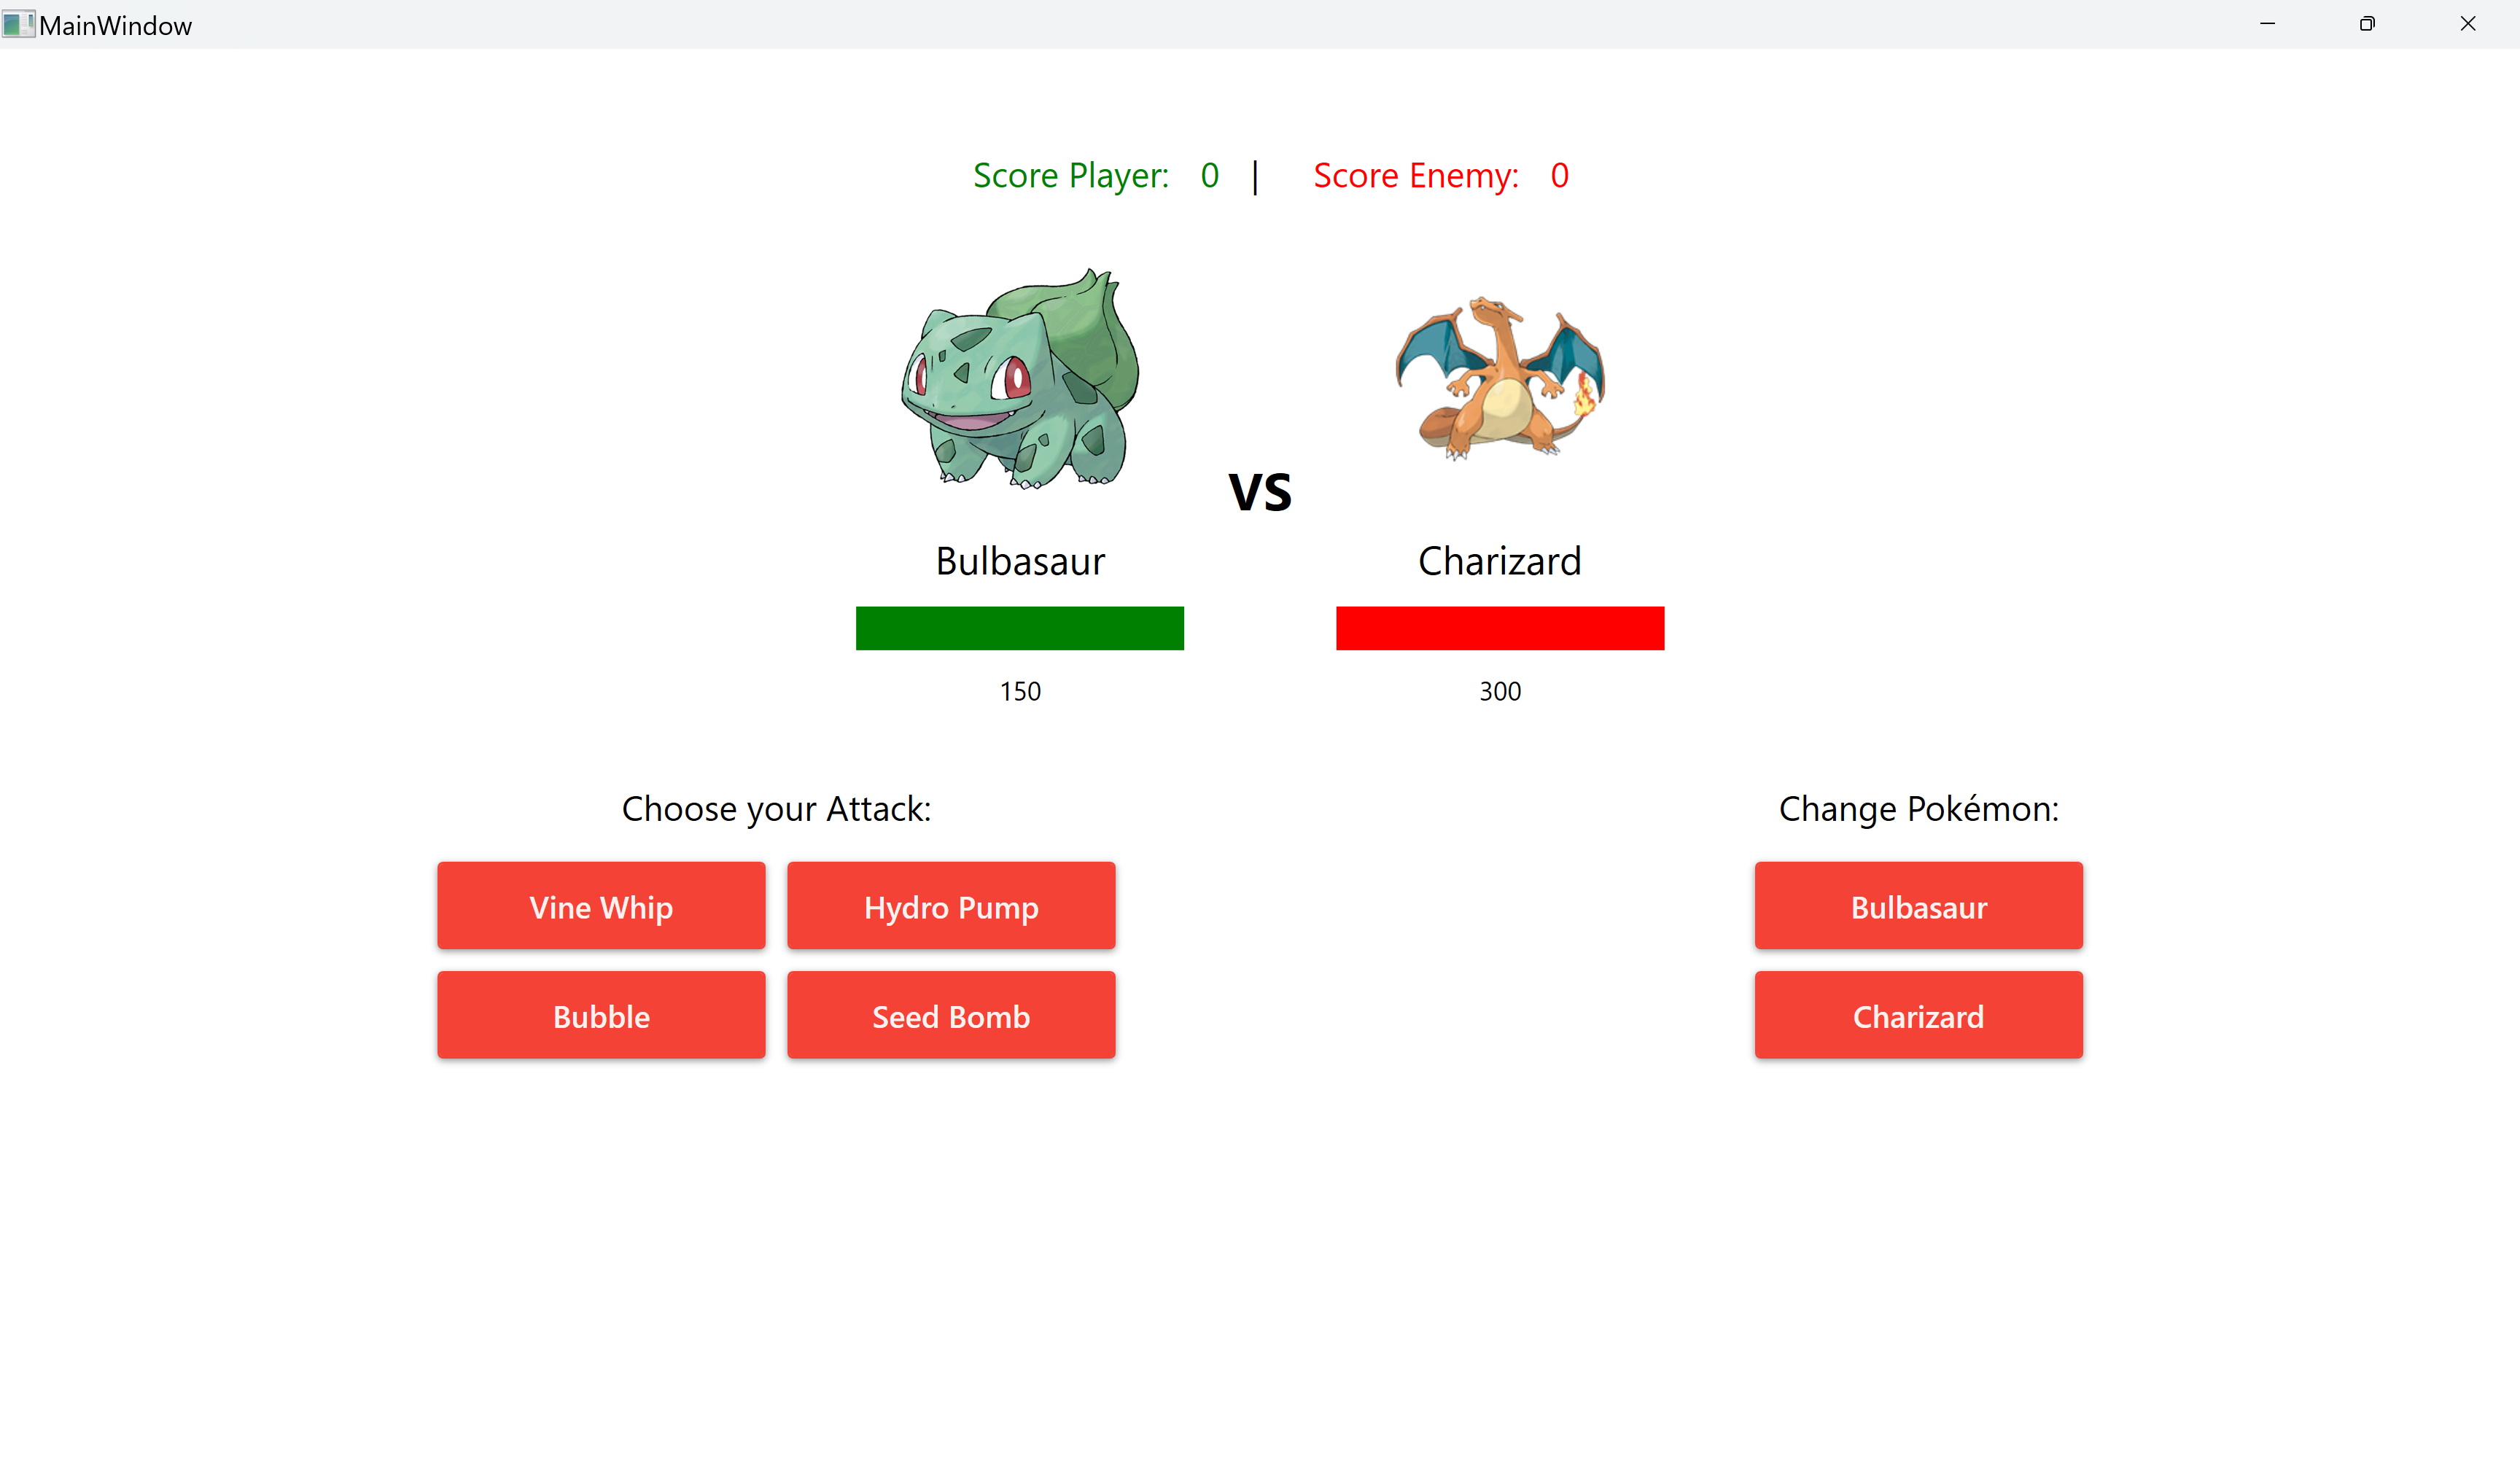 MainWindow
Score Player: 0 | Score Enemy: 0
VS
Bulbasaur Charizard
150 300
Choose your Attack: Change Pokémon:
Vine Whip Hydro Pump Bulbasaur
Bubble Seed Bomb Charizard